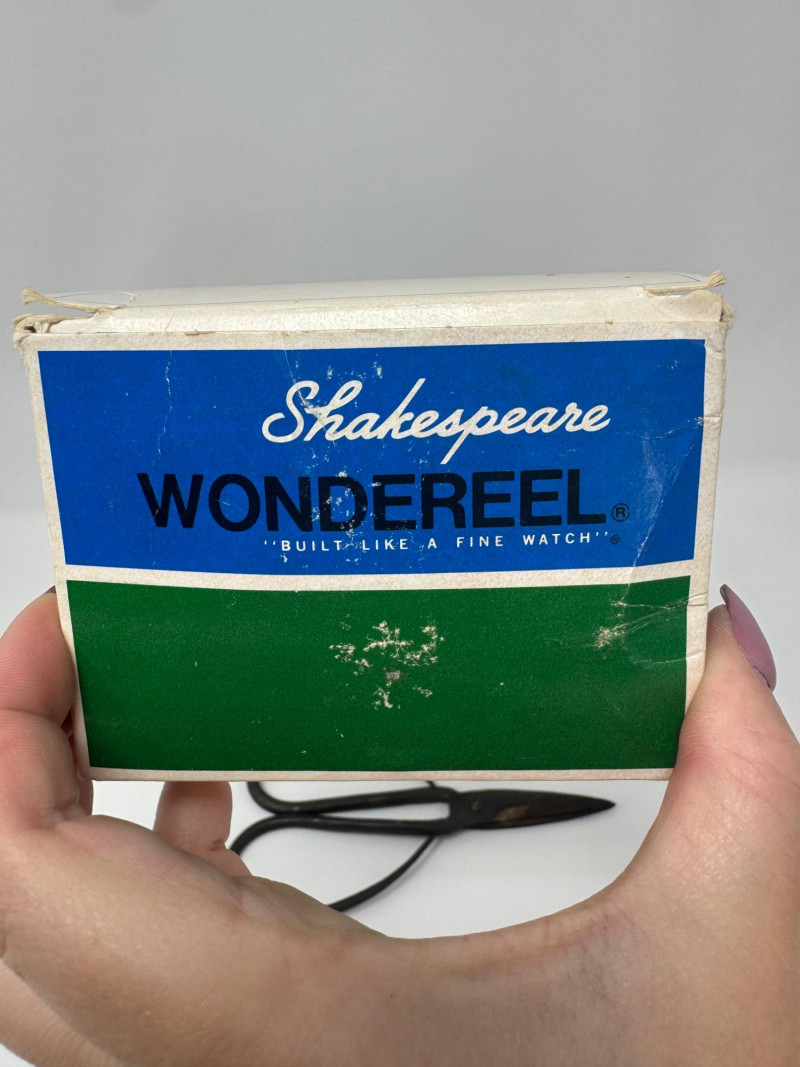 Shakespeare
WONDEREEL®
"BUILT LIKE A FINE WATCH"®